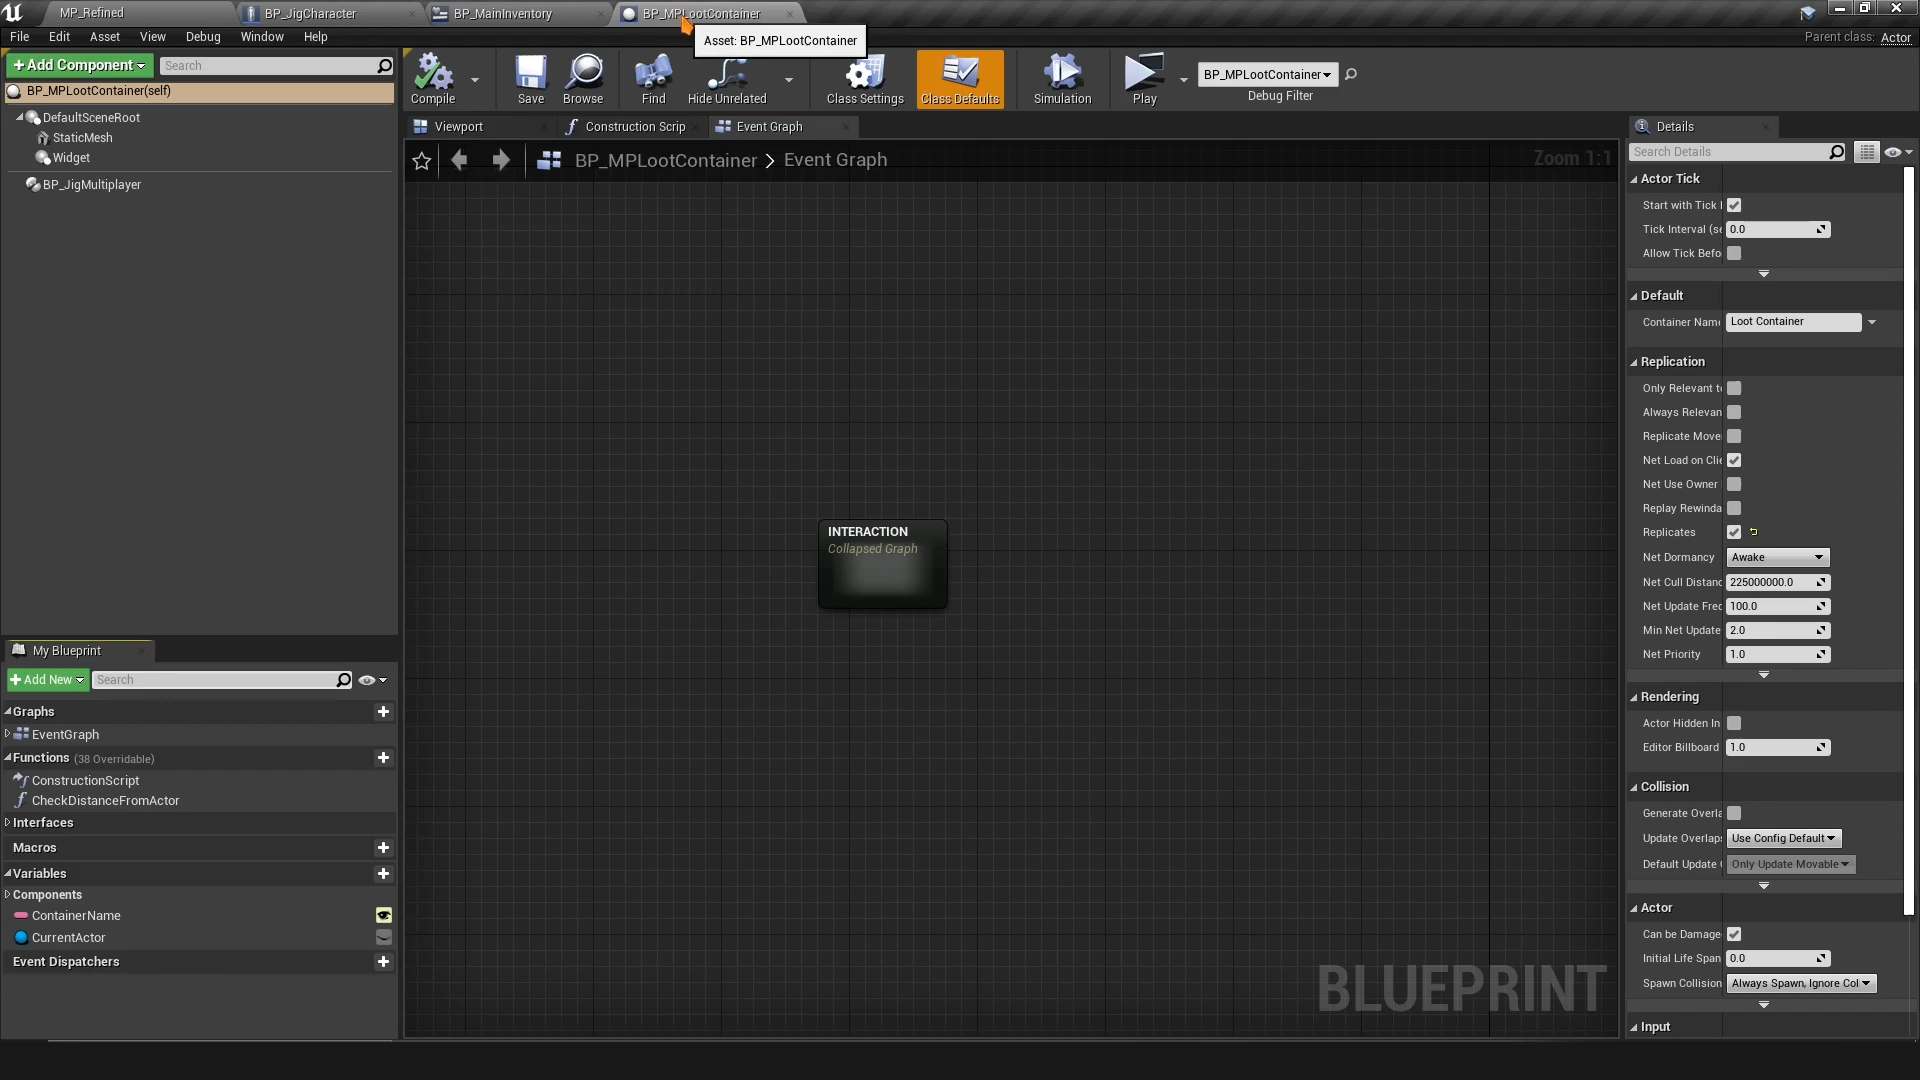 MP_Refined
BP_JigCharacter
BP_MainInventory
BP_MPLootContainer
File Edit Asset View Debug Window Help
Asset: BP_MPLootContainer
Parent class: Actor
Add Component
Search
BP_MPLootContainer(self)
DefaultSceneRoot
StaticMesh
Widget
BP_JigMultiplayer
Compile
Save
Browse
Find
Hide Unrelated
Class Settings
Class Defaults
Simulation
Play
BP_MPLootContainer
Debug Filter
Viewport
Construction Scrip
Event Graph
BP_MPLootContainer > Event Graph
Zoom 1:1
INTERACTION
Collapsed Graph
BLUEPRINT
My Blueprint
Add New
Search
Graphs
EventGraph
Functions (38 Overridable)
ConstructionScript
CheckDistanceFromActor
Interfaces
Macros
Variables
Components
ContainerName
CurrentActor
Event Dispatchers
Details
Search Details
Actor Tick
Start with Tick
Tick Interval (se 0.0
Allow Tick Befo
Default
Container Name Loot Container
Replication
Only Relevant t
Always Relevan
Replicate Move
Net Load on Clie
Net Use Owner
Replay Rewinda
Replicates
Net Dormancy Awake
Net Cull Distanc 225000000.0
Net Update Freq 100.0
Min Net Update 2.0
Net Priority 1.0
Rendering
Actor Hidden In
Editor Billboard 1.0
Collision
Generate Overla
Update Overlap Use Config Default
Default Update Only Update Movable
Actor
Can be Damage
Initial Life Span 0.0
Spawn Collision Always Spawn, Ignore Col
Input